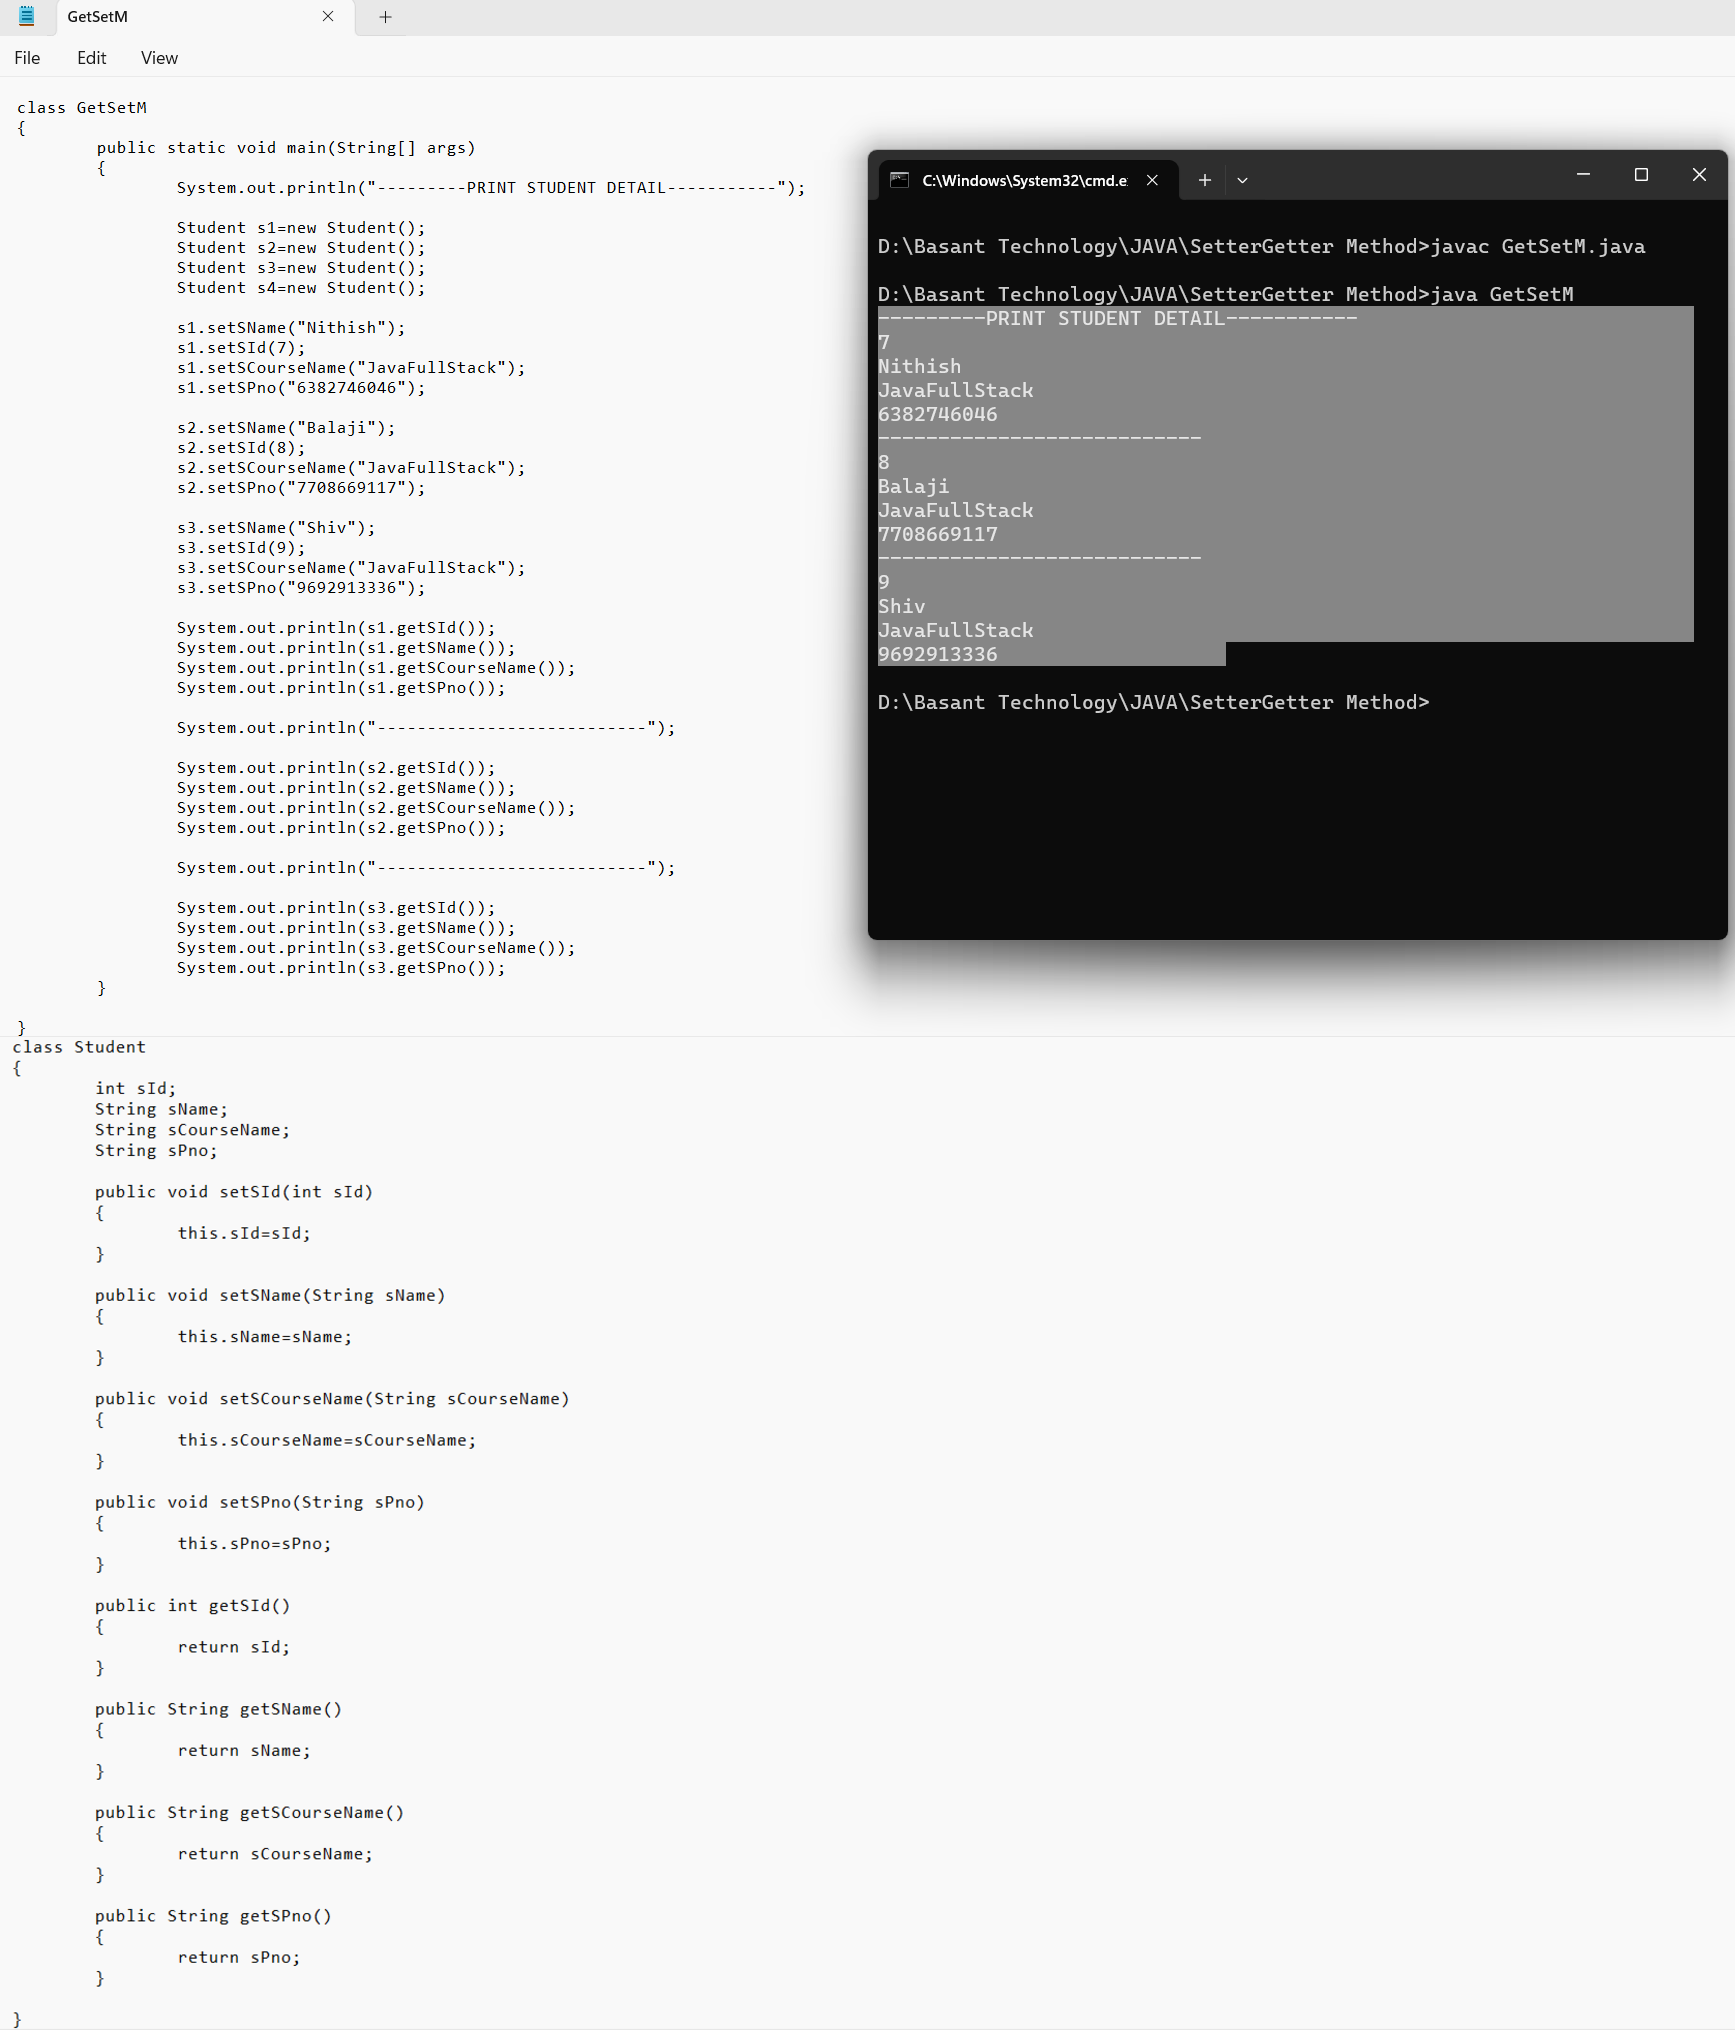 GetSetM
File Edit View
class GetSetM
{
public static void main(String[] args)
{
System.out.println("---------PRINT STUDENT DETAIL-----------");
Student s1=new Student();
Student s2=new Student();
Student s3=new Student();
Student s4=new Student();
s1.setSName("Nithish");
s1.setSId(7);
s1.setSCourseName("JavaFullStack");
s1.setSPno("6382746046");
s2.setSName("Balaji");
s2.setSId(8);
s2.setSCourseName("JavaFullStack");
s2.setSPno("7708669117");
s3.setSName("Shiv");
s3.setSId(9);
s3.setSCourseName("JavaFullStack");
s3.setSPno("9692913336");
System.out.println(s1.getSId());
System.out.println(s1.getSName());
System.out.println(s1.getSCourseName());
System.out.println(s1.getSPno());
System.out.println("---------------------------");
System.out.println(s2.getSId());
System.out.println(s2.getSName());
System.out.println(s2.getSCourseName());
System.out.println(s2.getSPno());
System.out.println("---------------------------");
System.out.println(s3.getSId());
System.out.println(s3.getSName());
System.out.println(s3.getSCourseName());
System.out.println(s3.getSPno());
}
}
C:\Windows\System32\cmd.e
D:\Basant Technology\JAVA\SetterGetter Method>javac GetSetM.java
D:\Basant Technology\JAVA\SetterGetter Method>java GetSetM
---------PRINT STUDENT DETAIL-----------
7
Nithish
JavaFullStack
6382746046
---------------------------
8
Balaji
JavaFullStack
7708669117
---------------------------
9
Shiv
JavaFullStack
9692913336
D:\Basant Technology\JAVA\SetterGetter Method>
class Student
{
int sId;
String sName;
String sCourseName;
String sPno;
public void setSId(int sId)
{
this.sId=sId;
}
public void setSName(String sName)
{
this.sName=sName;
}
public void setSCourseName(String sCourseName)
{
this.sCourseName=sCourseName;
}
public void setSPno(String sPno)
{
this.sPno=sPno;
}
public int getSId()
{
return sId;
}
public String getSName()
{
return sName;
}
public String getSCourseName()
{
return sCourseName;
}
public String getSPno()
{
return sPno;
}
}